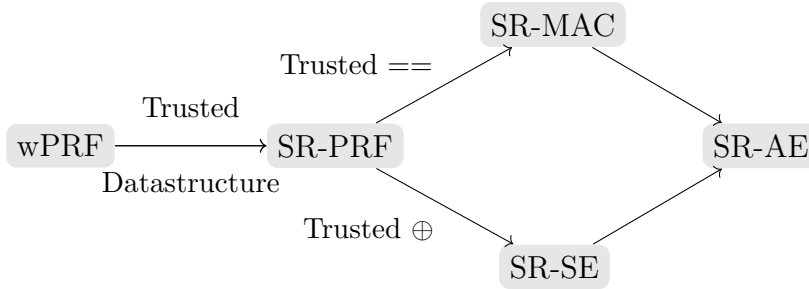 SR-MAC
Trusted ==
Trusted
wPRF
SR-PRF
SR-AE
Datastructure
Trusted ⊕
SR-SE